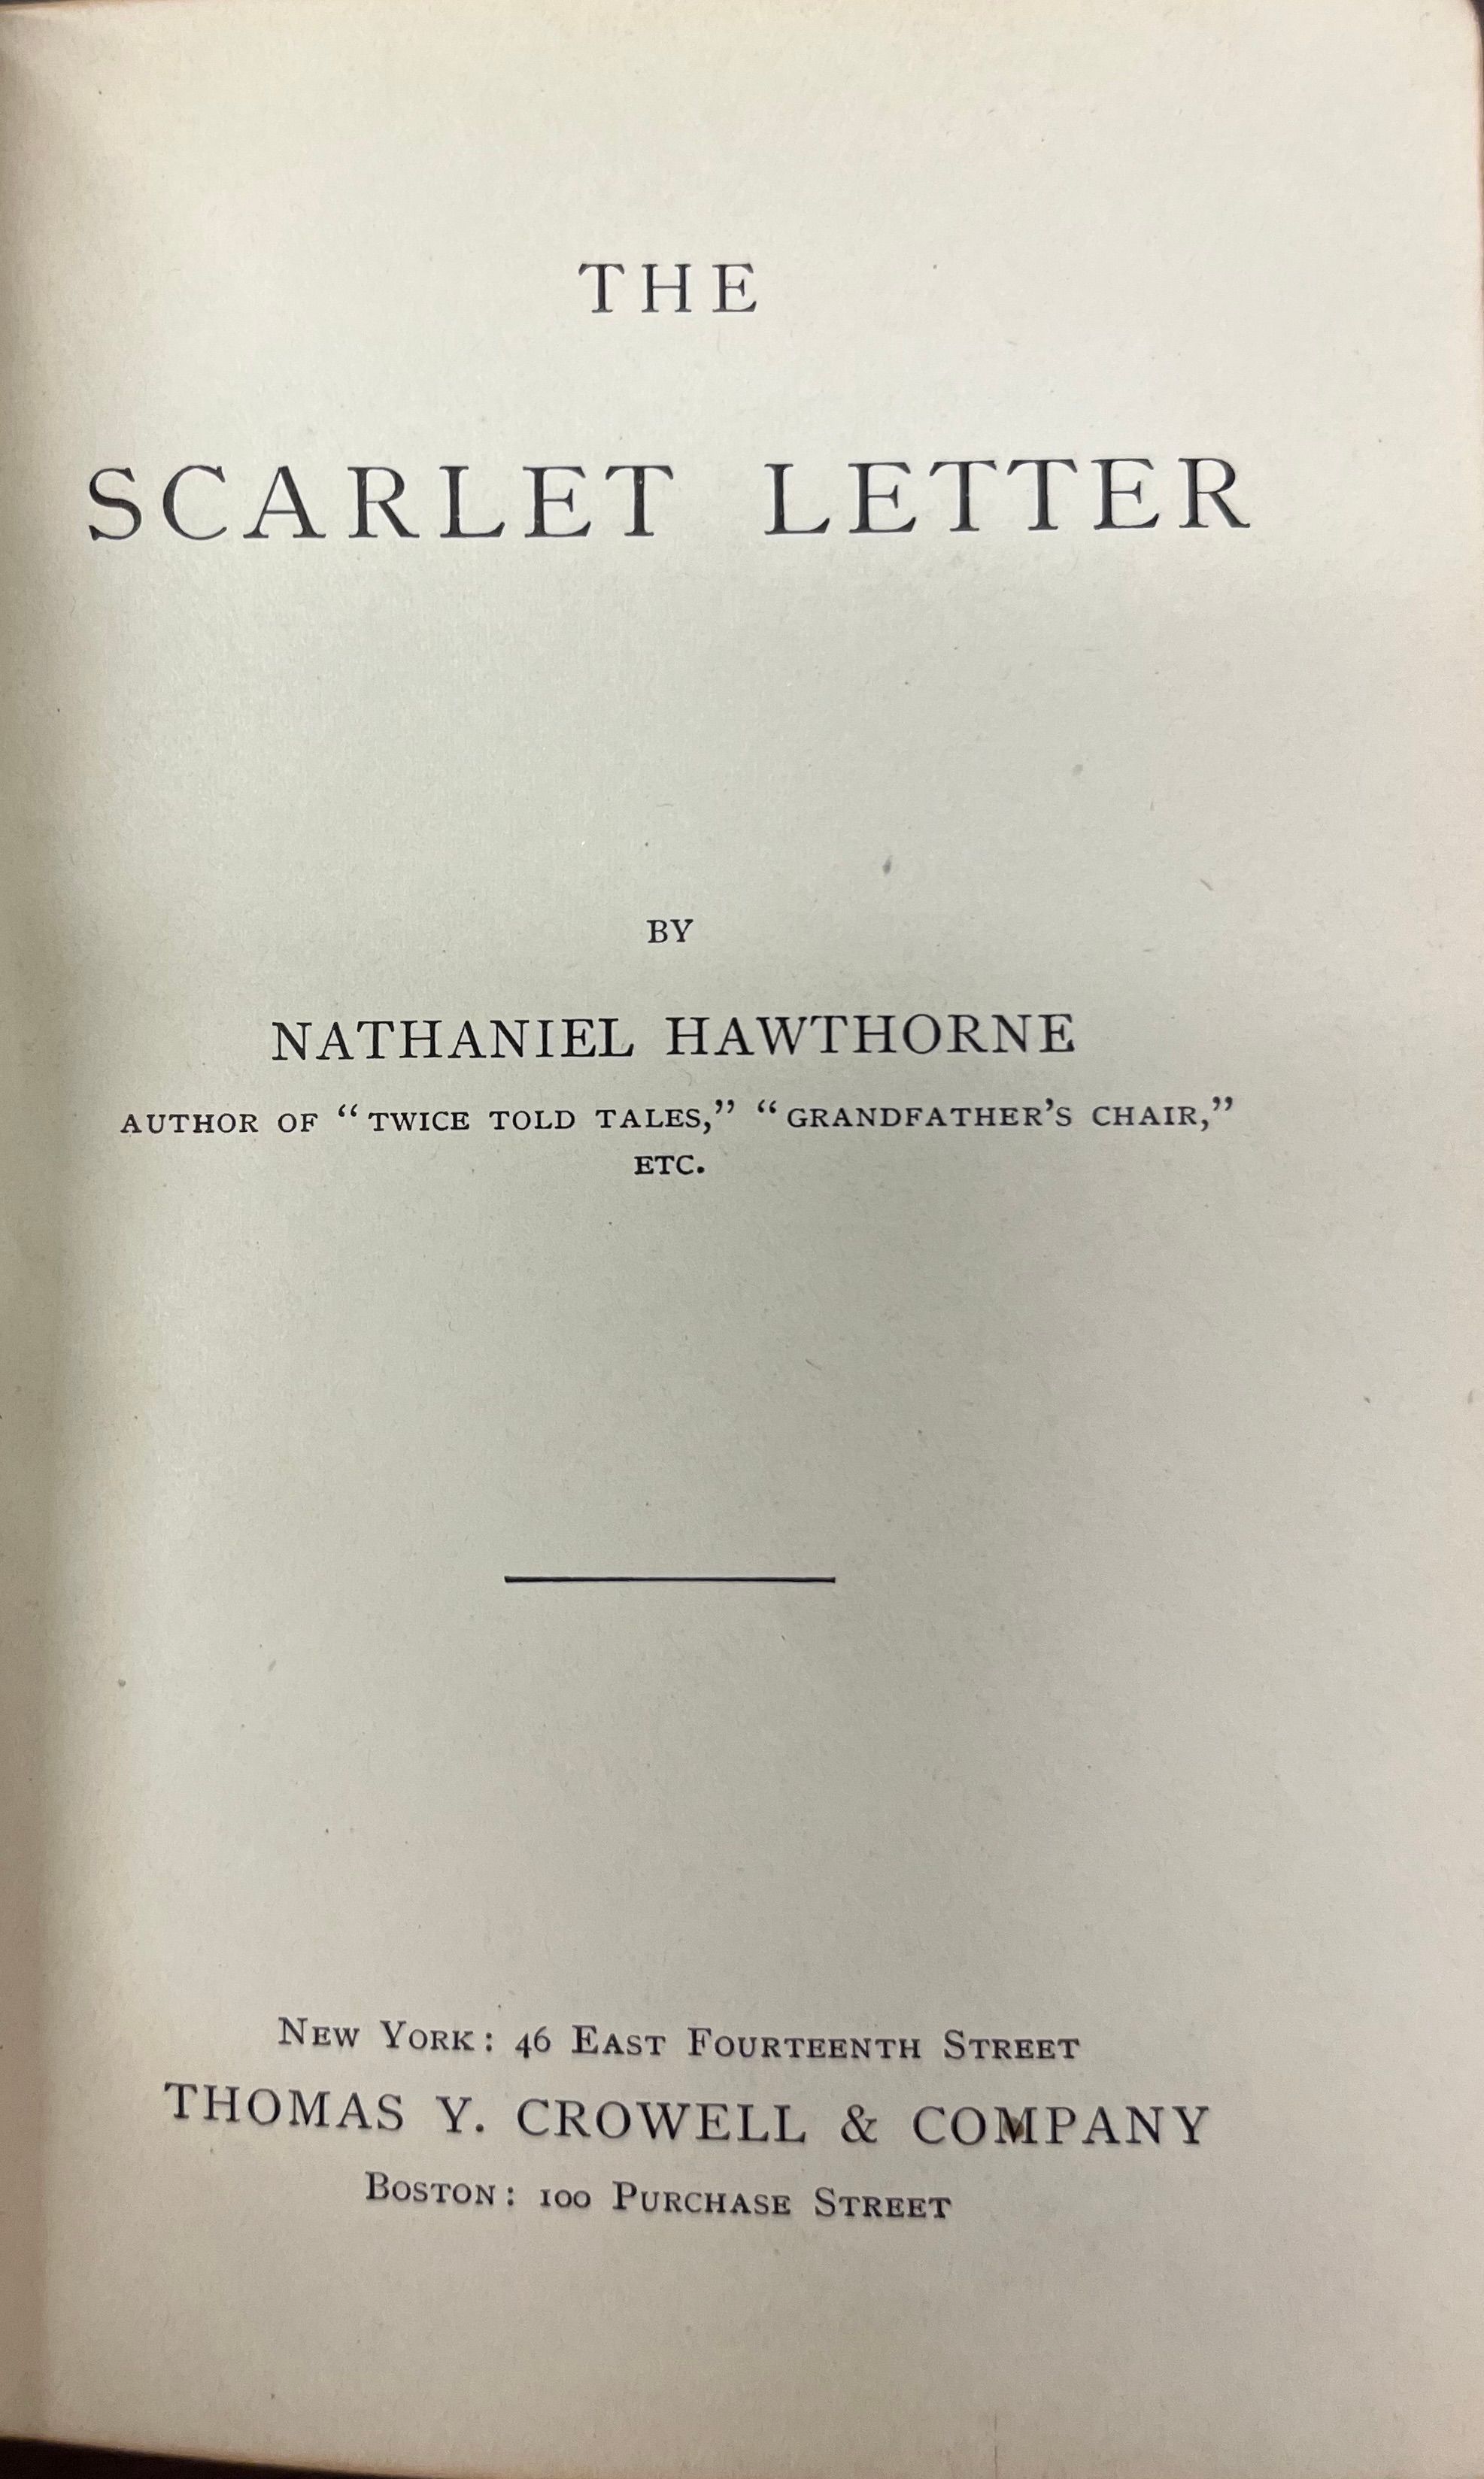 THE
SCARLET LETTER
BY
NATHANIEL HAWTHORNE
AUTHOR OF “TWICE TOLD TALES,” “GRANDFATHER’S CHAIR,”
ETC.
NEW YORK: 46 EAST FOURTEENTH STREET
THOMAS Y. CROWELL & COMPANY
BOSTON: 100 PURCHASE STREET